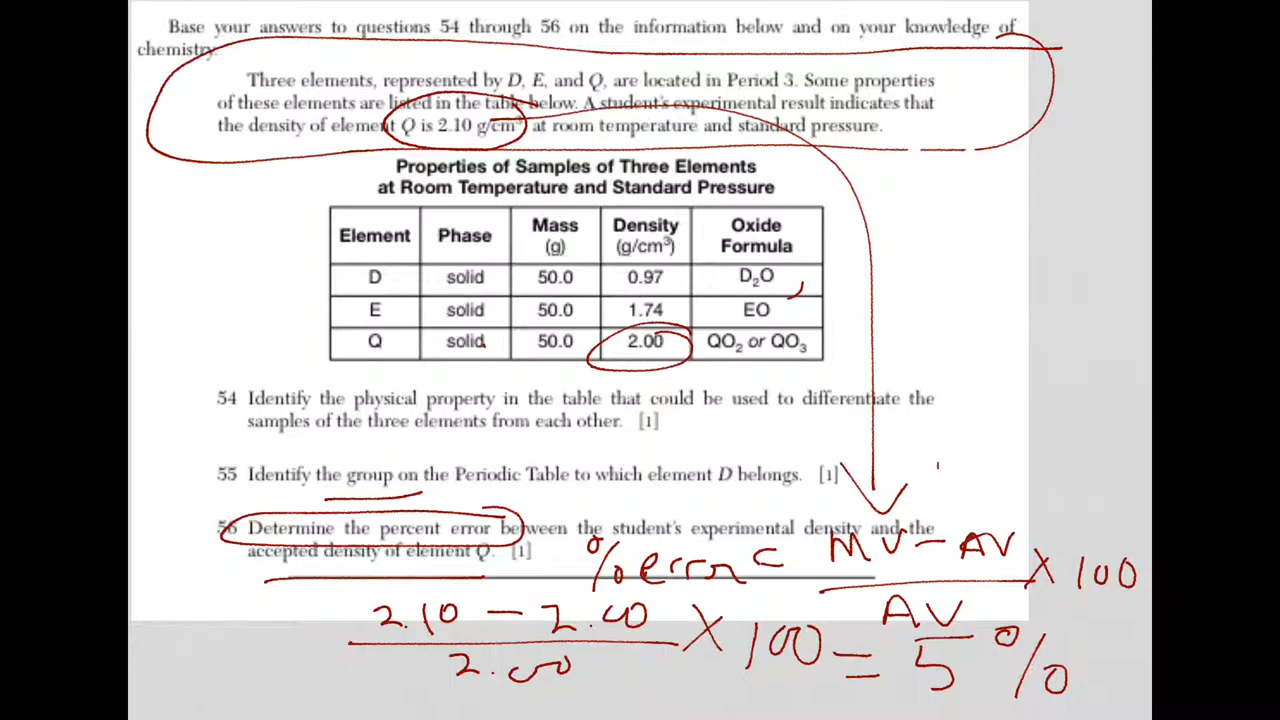 Base your answers to questions 54 through 56 on the information below and on your knowledge of
chemistry.
Three elements, represented by D, E, and Q, are located in Period 3. Some properties
of these elements are listed in the table below. A student's experimental result indicates that
the density of element Q is 2.10 g/cm³ at room temperature and standard pressure.
Properties of Samples of Three Elements
at Room Temperature and Standard Pressure
Element Phase Mass (g) Density (g/cm³) Oxide Formula
D solid 50.0 0.97 D₂O
E solid 50.0 1.74 EO
Q solid 50.0 2.00 QO₂ or QO₃
54 Identify the physical property in the table that could be used to differentiate the
samples of the three elements from each other. [1]
55 Identify the group on the Periodic Table to which element D belongs. [1]
56 Determine the percent error between the student's experimental density and the
accepted density of element Q. [1]
% error = MV - AV / AV × 100
2.10 - 2.00 / 2.00 × 100 = 5%